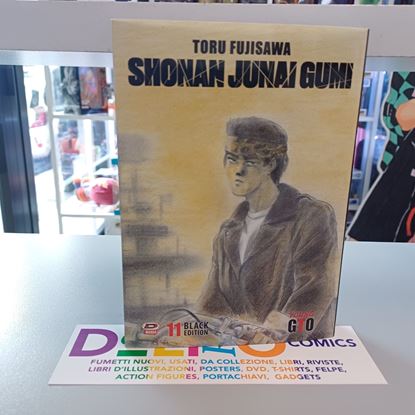 TORU FUJISAWA
SHONAN JUNAI GUMI
11 BLACK
EDITION
GTO
COMICS
FUMETTI NUOVI, USATI, DA COLLEZIONE, LIBRI, RIVISTE,
LIBRI D'ILLUSTRAZIONI, POSTERS, DVD, T-SHIRTS, FELPE,
ACTION FIGURES, PORTACHIAVI, GADGETS